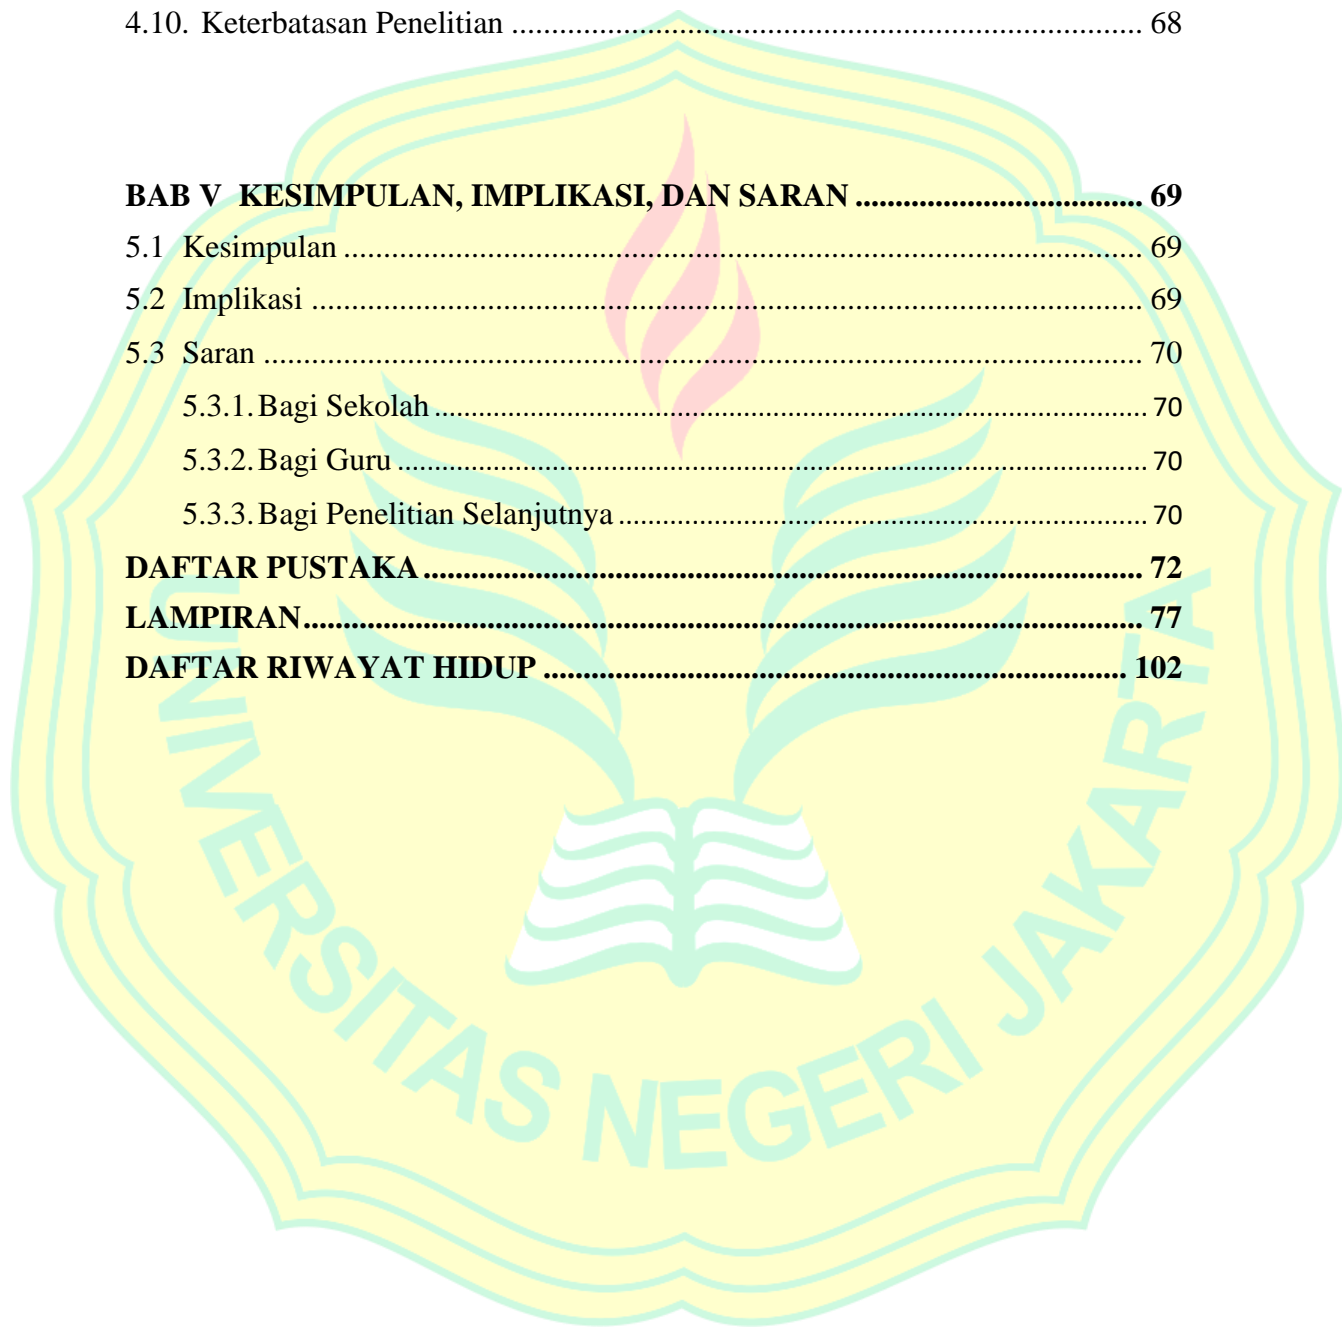 4.10. Keterbatasan Penelitian ................................................................................ 68
BAB V KESIMPULAN, IMPLIKASI, DAN SARAN .................................... 69
5.1 Kesimpulan ..................................................................................................... 69
5.2 Implikasi ......................................................................................................... 69
5.3 Saran ............................................................................................................... 70
5.3.1. Bagi Sekolah ............................................................................................. 70
5.3.2. Bagi Guru .................................................................................................. 70
5.3.3. Bagi Penelitian Selanjutnya ..................................................................... 70
DAFTAR PUSTAKA ........................................................................................... 72
LAMPIRAN .......................................................................................................... 77
DAFTAR RIWAYAT HIDUP .......................................................................... 102
UNIVERSITAS NEGERI JAKARTA